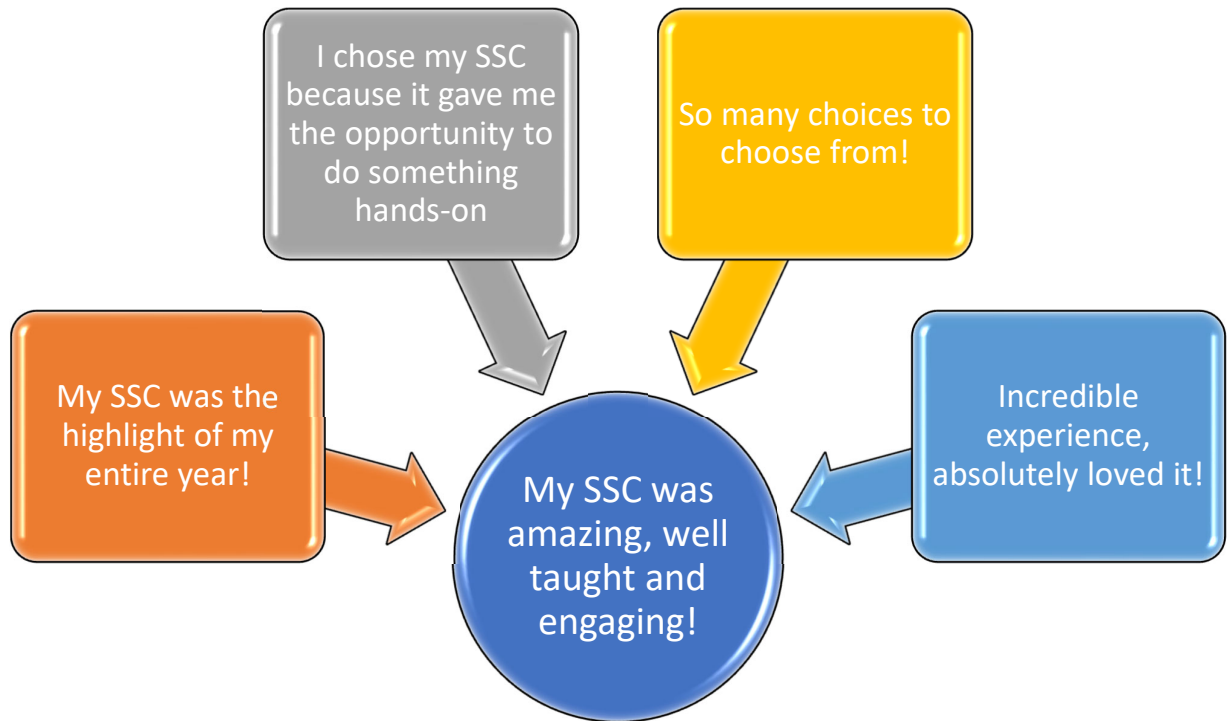 I chose my SSC
because it gave me
the opportunity to
do something
hands-on
So many choices to
choose from!
My SSC was the
highlight of my
entire year!
Incredible
experience,
absolutely loved it!
My SSC was
amazing, well
taught and
engaging!